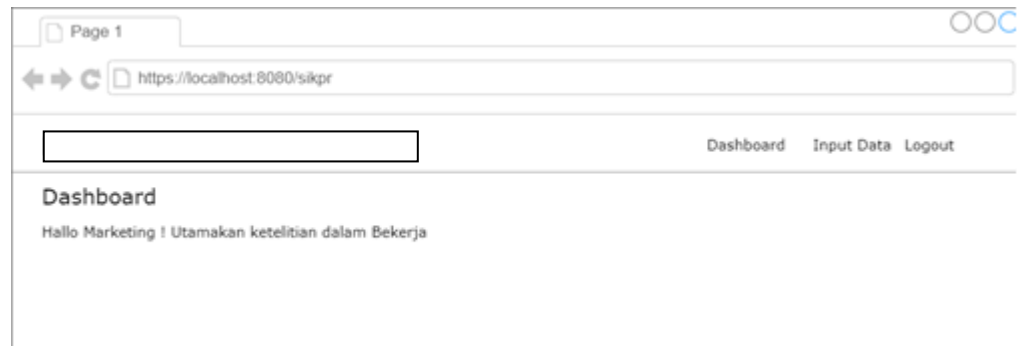 Page 1
https://localhost:8080/sikpr
Dashboard Input Data Logout
Dashboard
Hallo Marketing ! Utamakan ketelitian dalam Bekerja